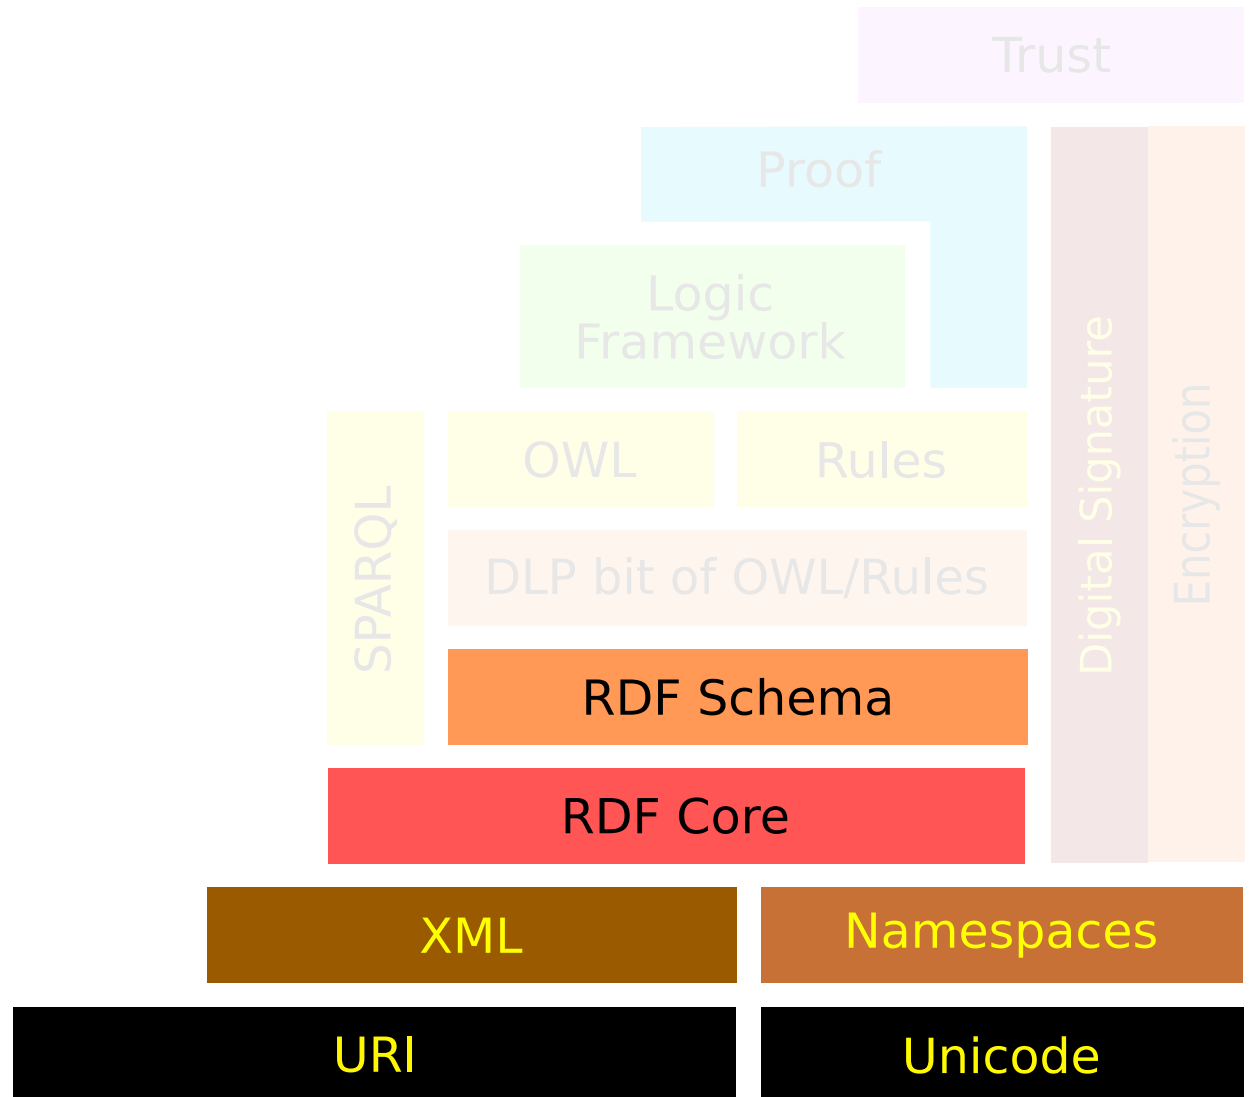 Trust
Proof
Logic
Framework
Digital Signature
Encryption
SPARQL
OWL
Rules
DLP bit of OWL/Rules
RDF Schema
RDF Core
XML
Namespaces
URI
Unicode